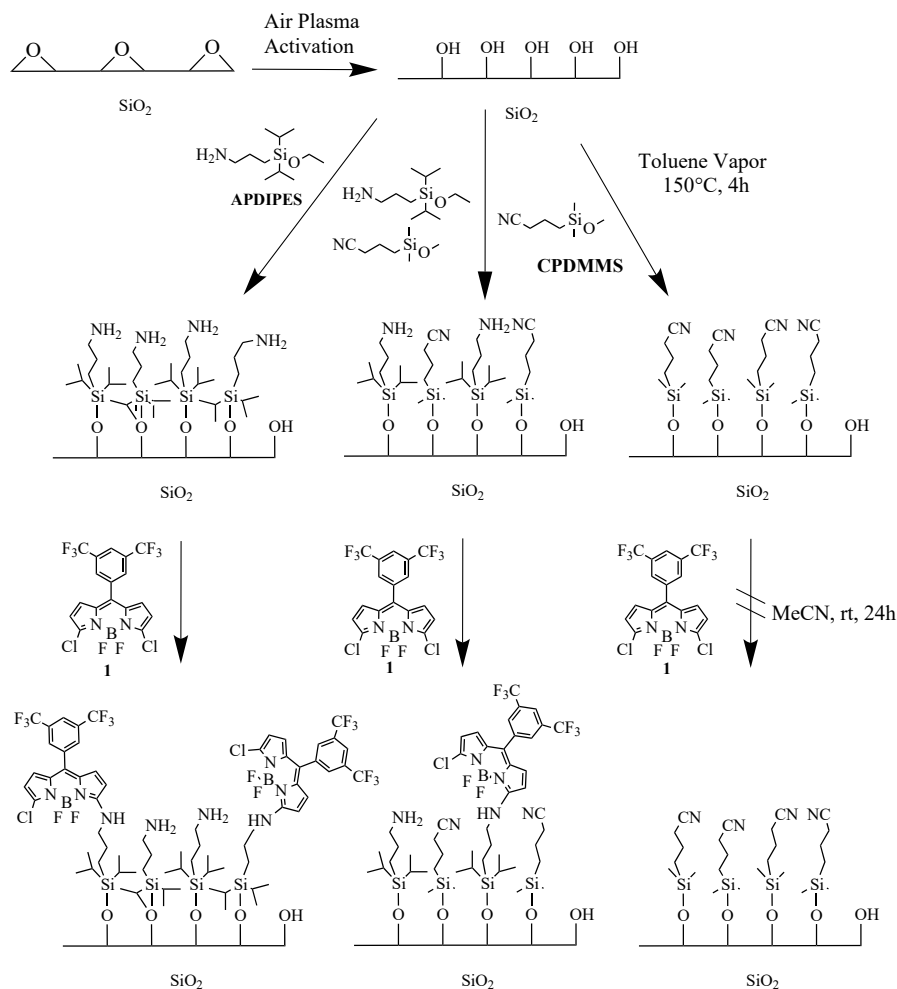 Air Plasma
Activation
O O O
OH OH OH OH OH
SiO2
SiO2
H2N
Si
O
APDIPES
H2N
Si
O
NC
Si
O
NC
Si
O
CPDMMS
Toluene Vapor
150°C, 4h
NH2 NH2 NH2 NH2
Si Si Si Si
O O O O OH
SiO2
NH2 CN NH2 NC
Si Si. Si Si.
O O O O OH
SiO2
CN CN CN NC
Si Si. Si Si.
O O O O OH
SiO2
F3C CF3
N N
B
Cl F F Cl
1
F3C CF3
N N
B
Cl F F Cl
1
F3C CF3
N N
B
Cl F F Cl
1
MeCN, rt, 24h
F3C CF3
N N
B
Cl F F
NH
NH2 NH2
Cl N
F B N
F
CF3
CF3
HN
Si Si Si Si
O O O O OH
SiO2
F3C
CF3
Cl N
B N
F F
HN
NH2 CN NC
Si Si. Si Si.
O O O O OH
SiO2
CN CN CN NC
Si Si. Si Si.
O O O O OH
SiO2